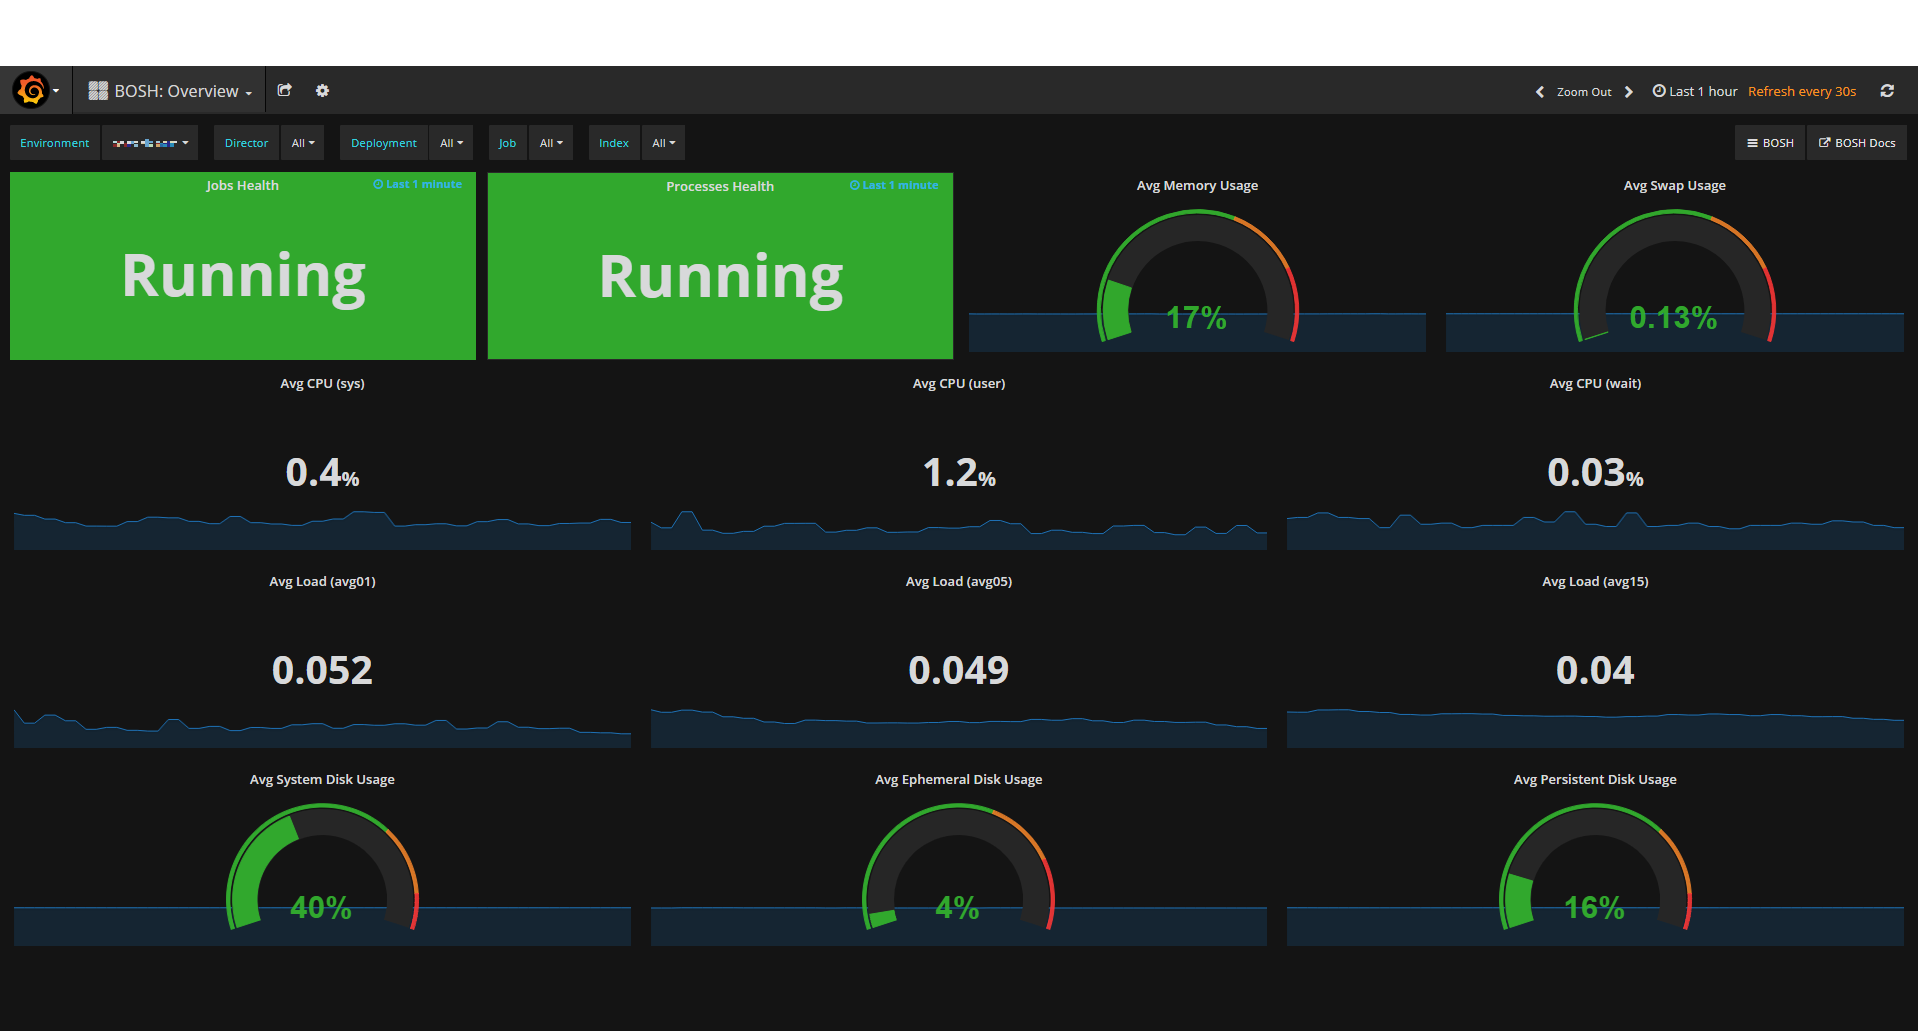 BOSH: Overview
Zoom Out
Last 1 hour
Refresh every 30s
Environment
Director
All
Deployment
All
Job
All
Index
All
BOSH
BOSH Docs
Jobs Health
Last 1 minute
Running
Processes Health
Last 1 minute
Running
Avg Memory Usage
17%
Avg Swap Usage
0.13%
Avg CPU (sys)
0.4%
Avg CPU (user)
1.2%
Avg CPU (wait)
0.03%
Avg Load (avg01)
0.052
Avg Load (avg05)
0.049
Avg Load (avg15)
0.04
Avg System Disk Usage
40%
Avg Ephemeral Disk Usage
4%
Avg Persistent Disk Usage
16%